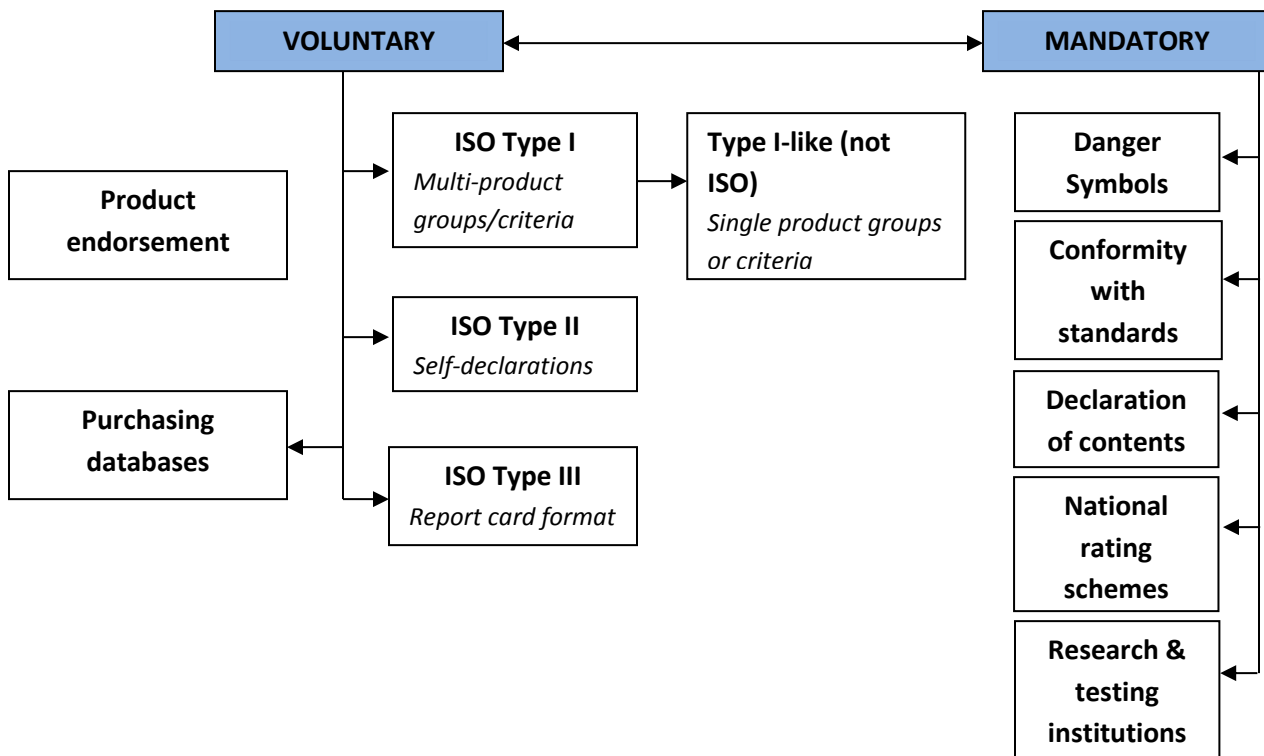 VOLUNTARY
MANDATORY
Product
endorsement
Purchasing
databases
ISO Type I
Multi-product
groups/criteria
Type I-like (not
ISO)
Single product groups
or criteria
ISO Type II
Self-declarations
ISO Type III
Report card format
Danger
Symbols
Conformity
with
standards
Declaration
of contents
National
rating
schemes
Research &
testing
institutions